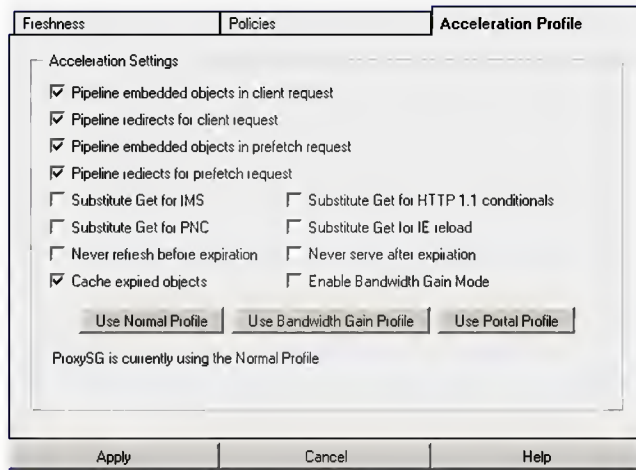 Freshness Policies Acceleration Profile
Acceleration Settings
Pipeline embedded objects in client request
Pipeline redirects for client request
Pipeline embedded objects in prefetch request
Pipeline redirects for prefetch request
Substitute Get for IMS Substitute Get for HTTP 1.1 conditionals
Substitute Get for PNC Substitute Get for IE reload
Never refresh before expiration Never serve after expiration
Cache expired objects Enable Bandwidth Gain Mode
Use Normal Profile Use Bandwidth Gain Profile Use Portal Profile
ProxySG is currently using the Normal Profile
Apply Cancel Help